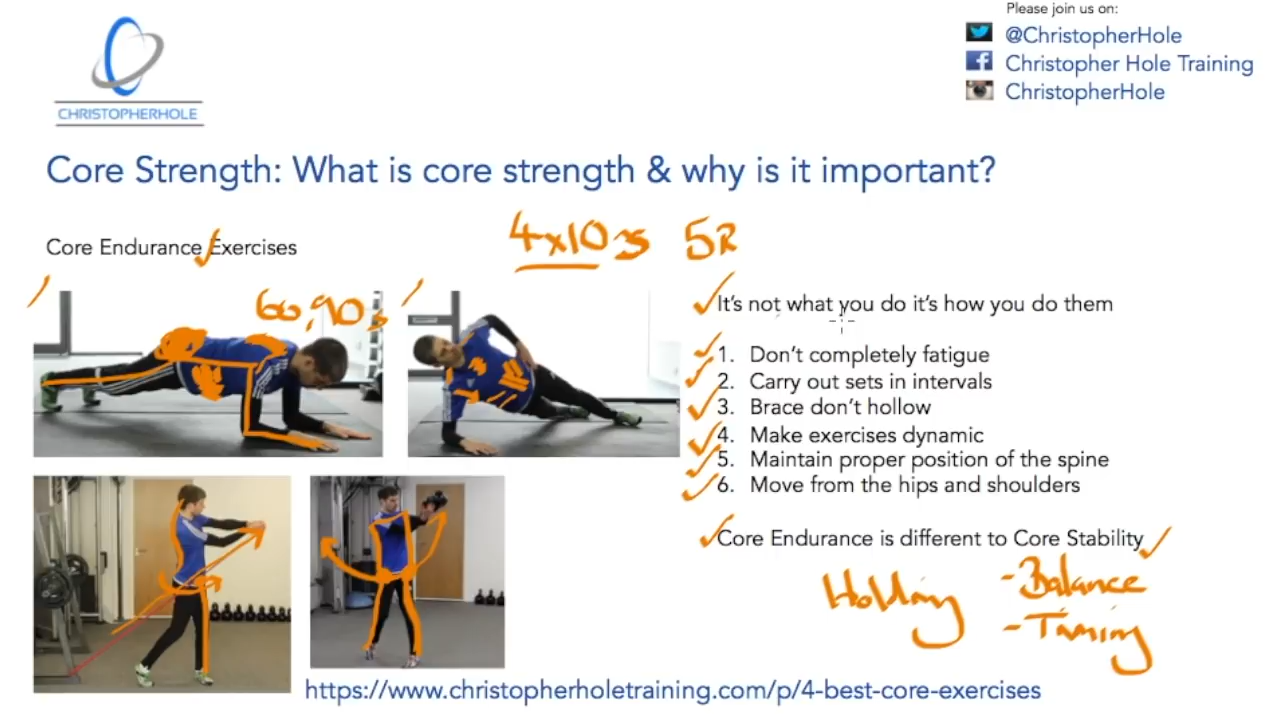 Please join us on:
@ChristopherHole
Christopher Hole Training
ChristopherHole
CHRISTOPHERHOLE
Core Strength: What is core strength & why is it important?
4x10s 5R
Core Endurance Exercises
60,90s
It's not what you do it's how you do them
1. Don't completely fatigue
2. Carry out sets in intervals
3. Brace don't hollow
4. Make exercises dynamic
5. Maintain proper position of the spine
6. Move from the hips and shoulders
Core Endurance is different to Core Stability
Holding
- Balance
- Timing
https://www.christopherholetraining.com/p/4-best-core-exercises